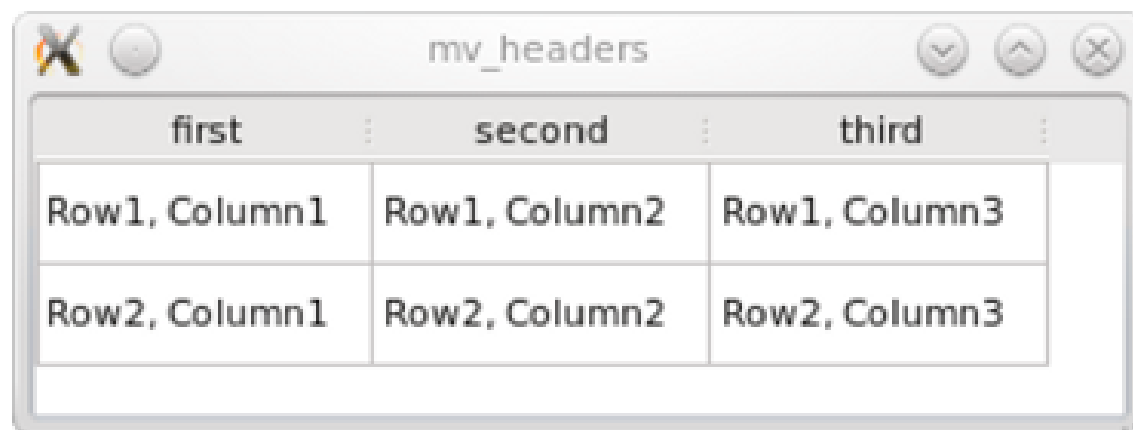 mv_headers
first second third
Row1, Column1 Row1, Column2 Row1, Column3
Row2, Column1 Row2, Column2 Row2, Column3